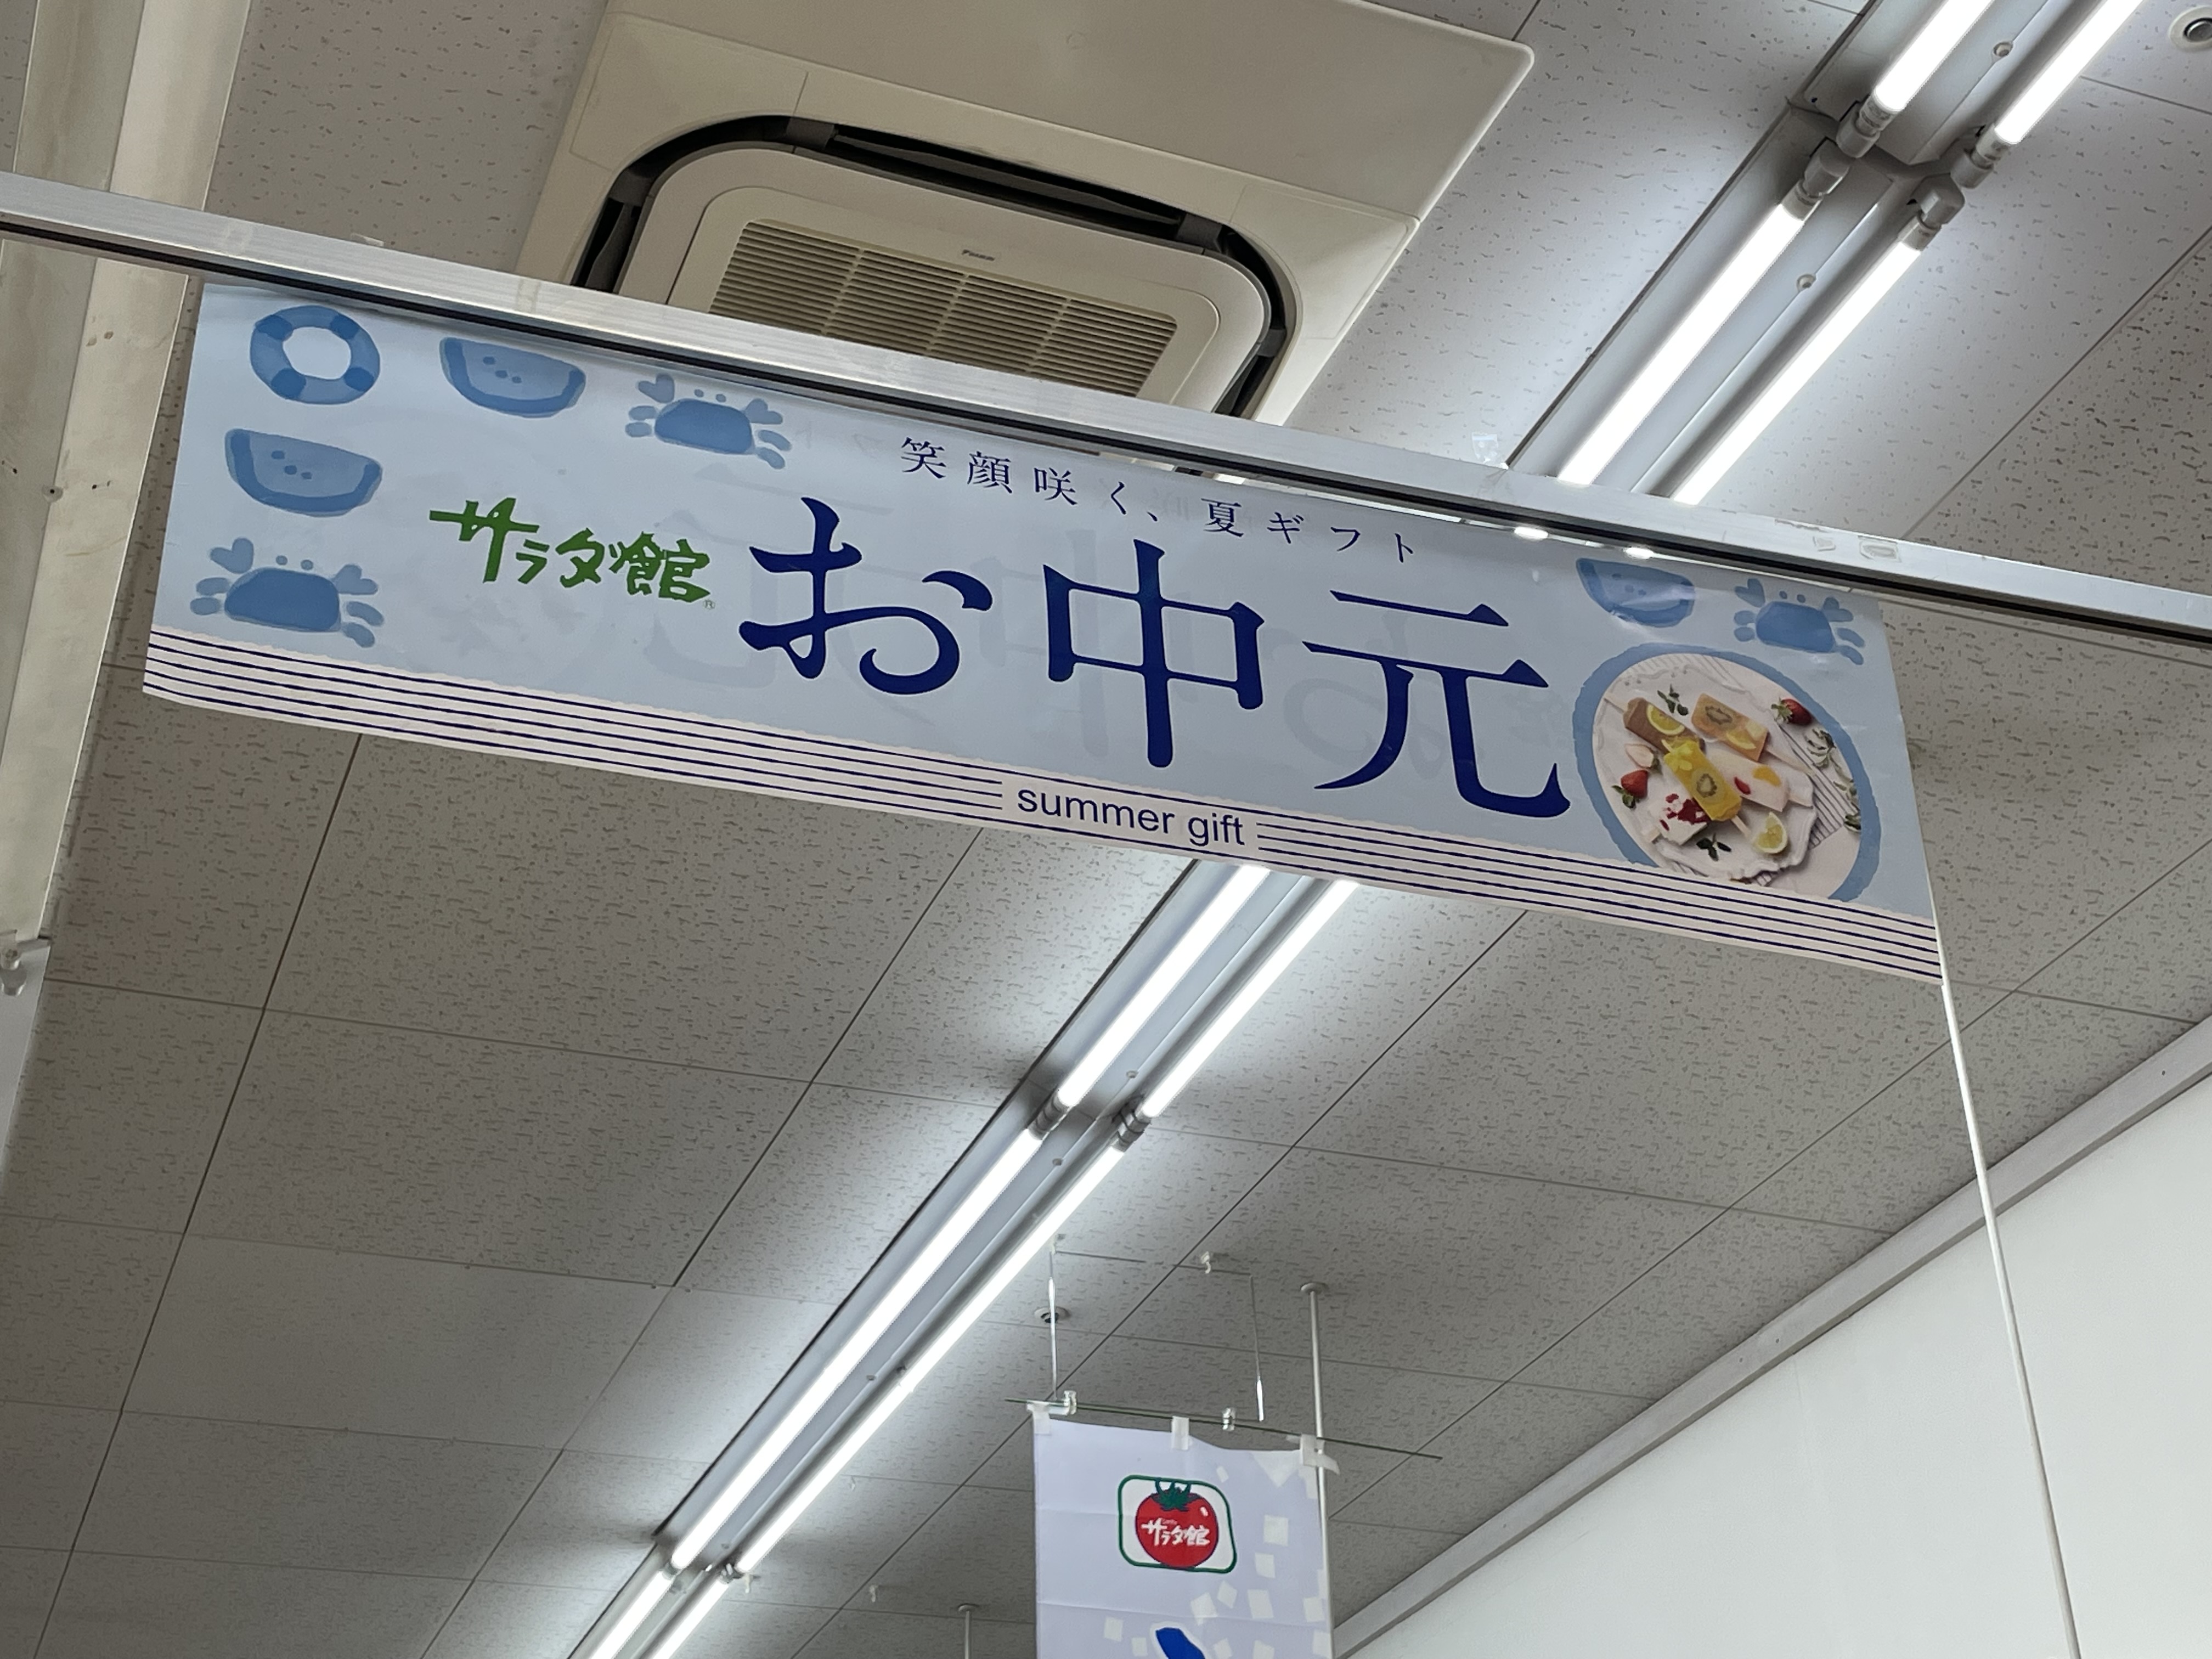 笑顔咲く、夏ギフト
サラダ館®
お中元
summer gift
サラダ館